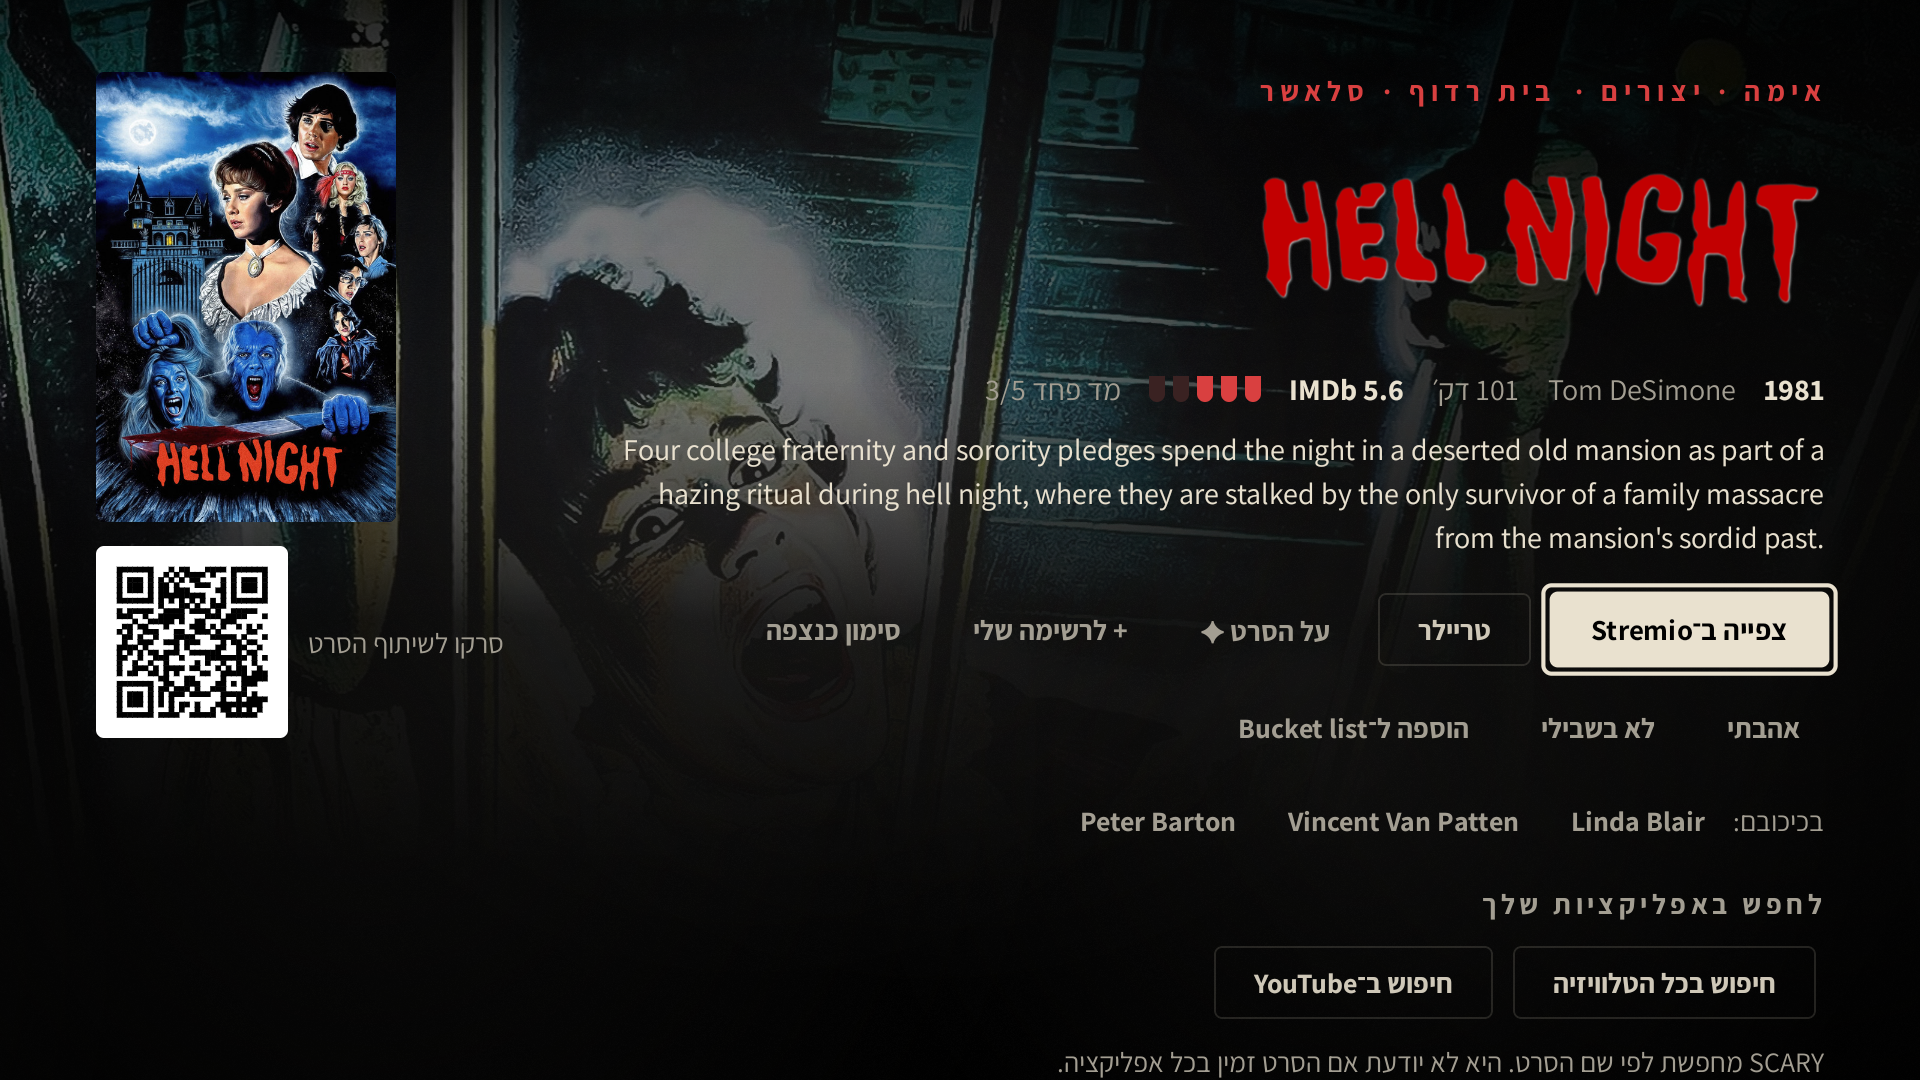 אימה · יצורים · בית רדוף · סלאשר
HELL NIGHT
1981 Tom DeSimone 101 דק׳ IMDb 5.6 מד פחד 3/5
Four college fraternity and sorority pledges spend the night in a deserted old mansion as part of a
hazing ritual during hell night, where they are stalked by the only survivor of a family massacre
from the mansion's sordid past.
צפייה ב־Stremio טריילר על הסרט ✦ + לרשימה שלי סימון כנצפה
אהבתי לא בשבילי הוספה ל־Bucket list
בכיכובם: Linda Blair Vincent Van Patten Peter Barton
לחפש באפליקציות שלך
חיפוש בכל הטלוויזיה חיפוש ב־YouTube
SCARY מחפשת לפי שם הסרט. היא לא יודעת אם הסרט זמין בכל אפליקציה.
HELL NIGHT
סרקו לשיתוף הסרט